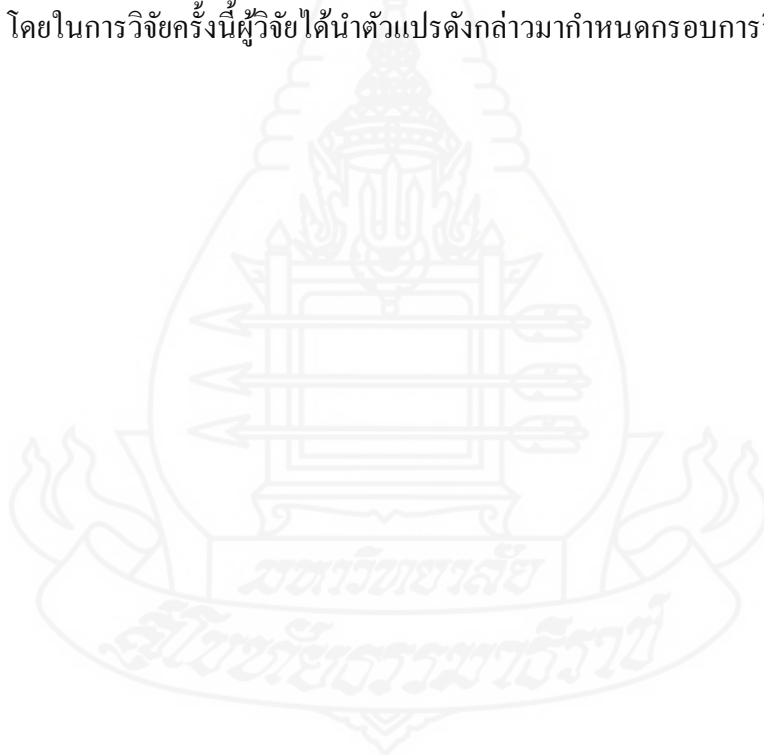 โดยในการวิจัยครั้งนี้ผู้วิจัยได้นำตัวแปรดังกล่าวมากำหนดกรอบการ
มหาวิทยาลัย
สุโขทัยธรรมาธิราช